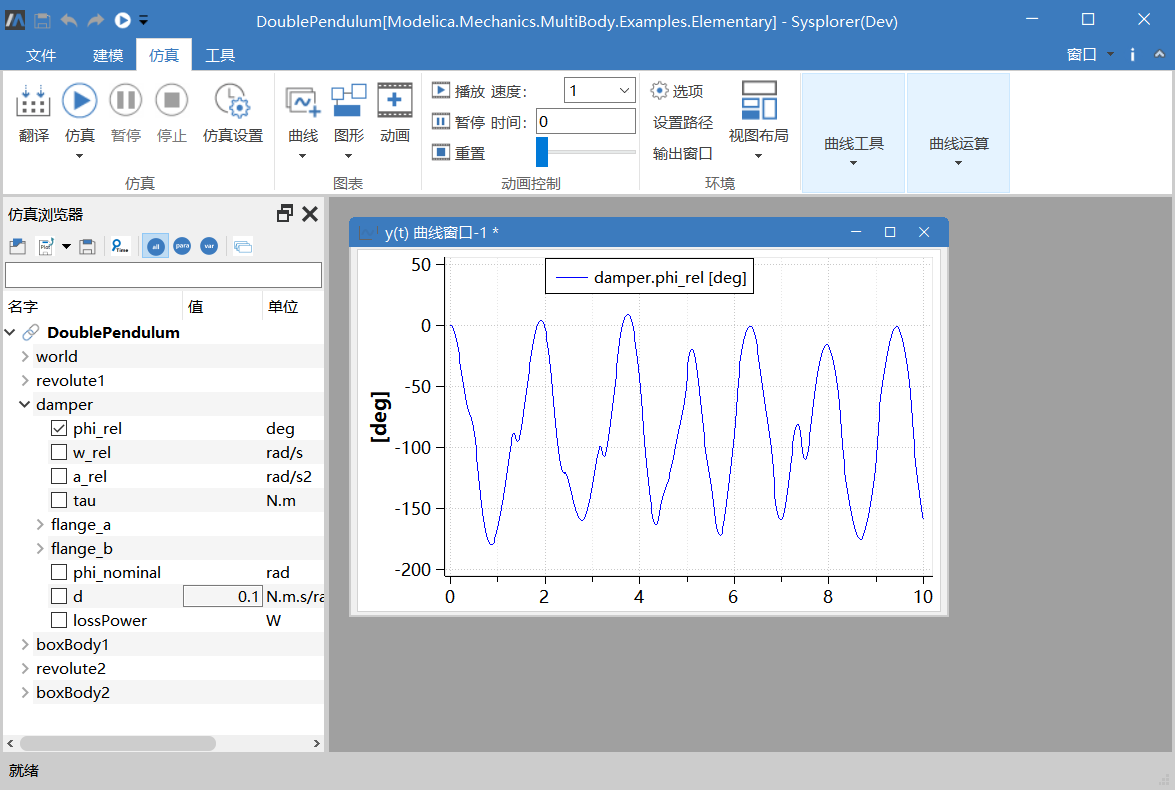 DoublePendulum[Modelica.Mechanics.MultiBody.Examples.Elementary] - Sysplorer(Dev)
文件 建模 仿真 工具 窗口 i
翻译 仿真 暂停 停止 仿真设置
仿真
曲线 图形 动画
图表
播放 速度: 1
暂停 时间: 0
重置
动画控制
选项
设置路径
输出窗口
视图布局
环境
曲线工具 曲线运算
仿真浏览器
Plot Time all para var
名字 值 单位
DoublePendulum
world
revolute1
damper
phi_rel deg
w_rel rad/s
a_rel rad/s2
tau N.m
flange_a
flange_b
phi_nominal rad
d 0.1 N.m.s/ra
lossPower W
boxBody1
revolute2
boxBody2
y(t) 曲线窗口-1 *
damper.phi_rel [deg]
50
0
-50
-100
-150
-200
[deg]
0 2 4 6 8 10
就绪